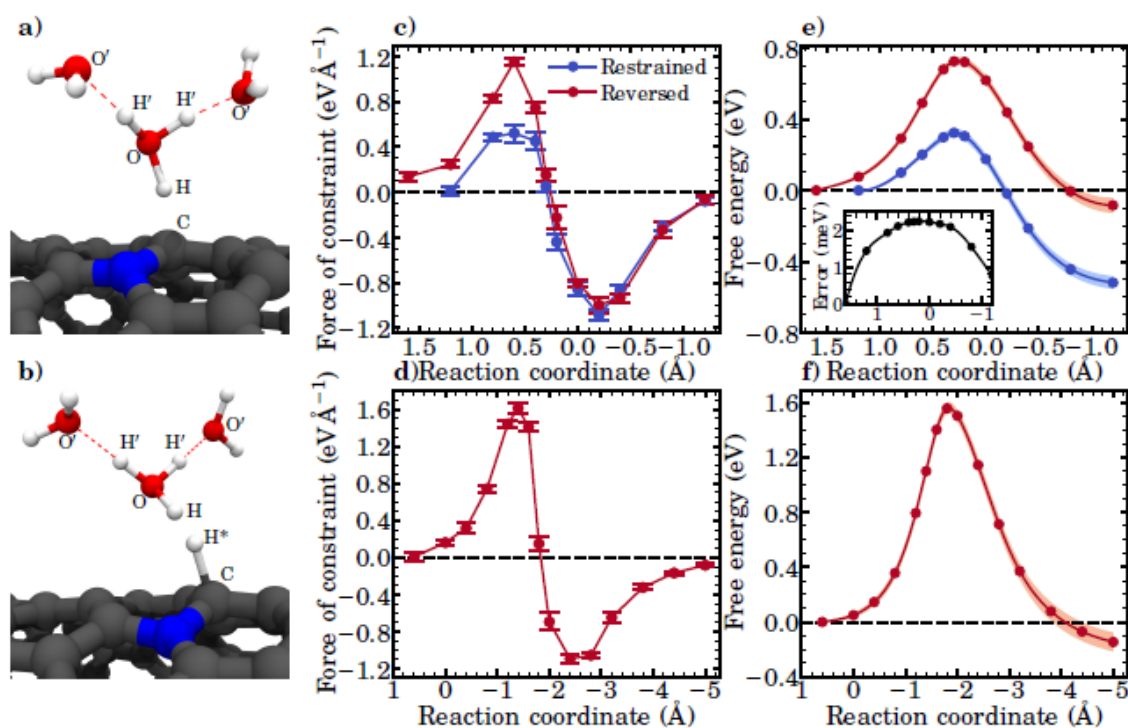 a)
O'
H'
H'
O'
O
H
C
b)
O'
H'
H'
O'
O
H
H*
C
c)
Force of constraint (eV Å⁻¹)
1.2
0.8
0.4
0.0
−0.4
−0.8
−1.2
Restrained
Reversed
1.5 1.0 0.5 0.0 −0.5 −1.0
Reaction coordinate (Å)
d)
Force of constraint (eV Å⁻¹)
1.6
1.2
0.8
0.4
0.0
−0.4
−0.8
−1.2
1 0 −1 −2 −3 −4 −5
Reaction coordinate (Å)
e)
Free energy (eV)
0.8
0.4
0.0
−0.4
−0.8
Error (meV)
2
1
0
1 0 −1
1.5 1.0 0.5 0.0 −0.5 −1.0
Reaction coordinate (Å)
f)
Free energy (eV)
1.6
1.2
0.8
0.4
0.0
−0.4
1 0 −1 −2 −3 −4 −5
Reaction coordinate (Å)